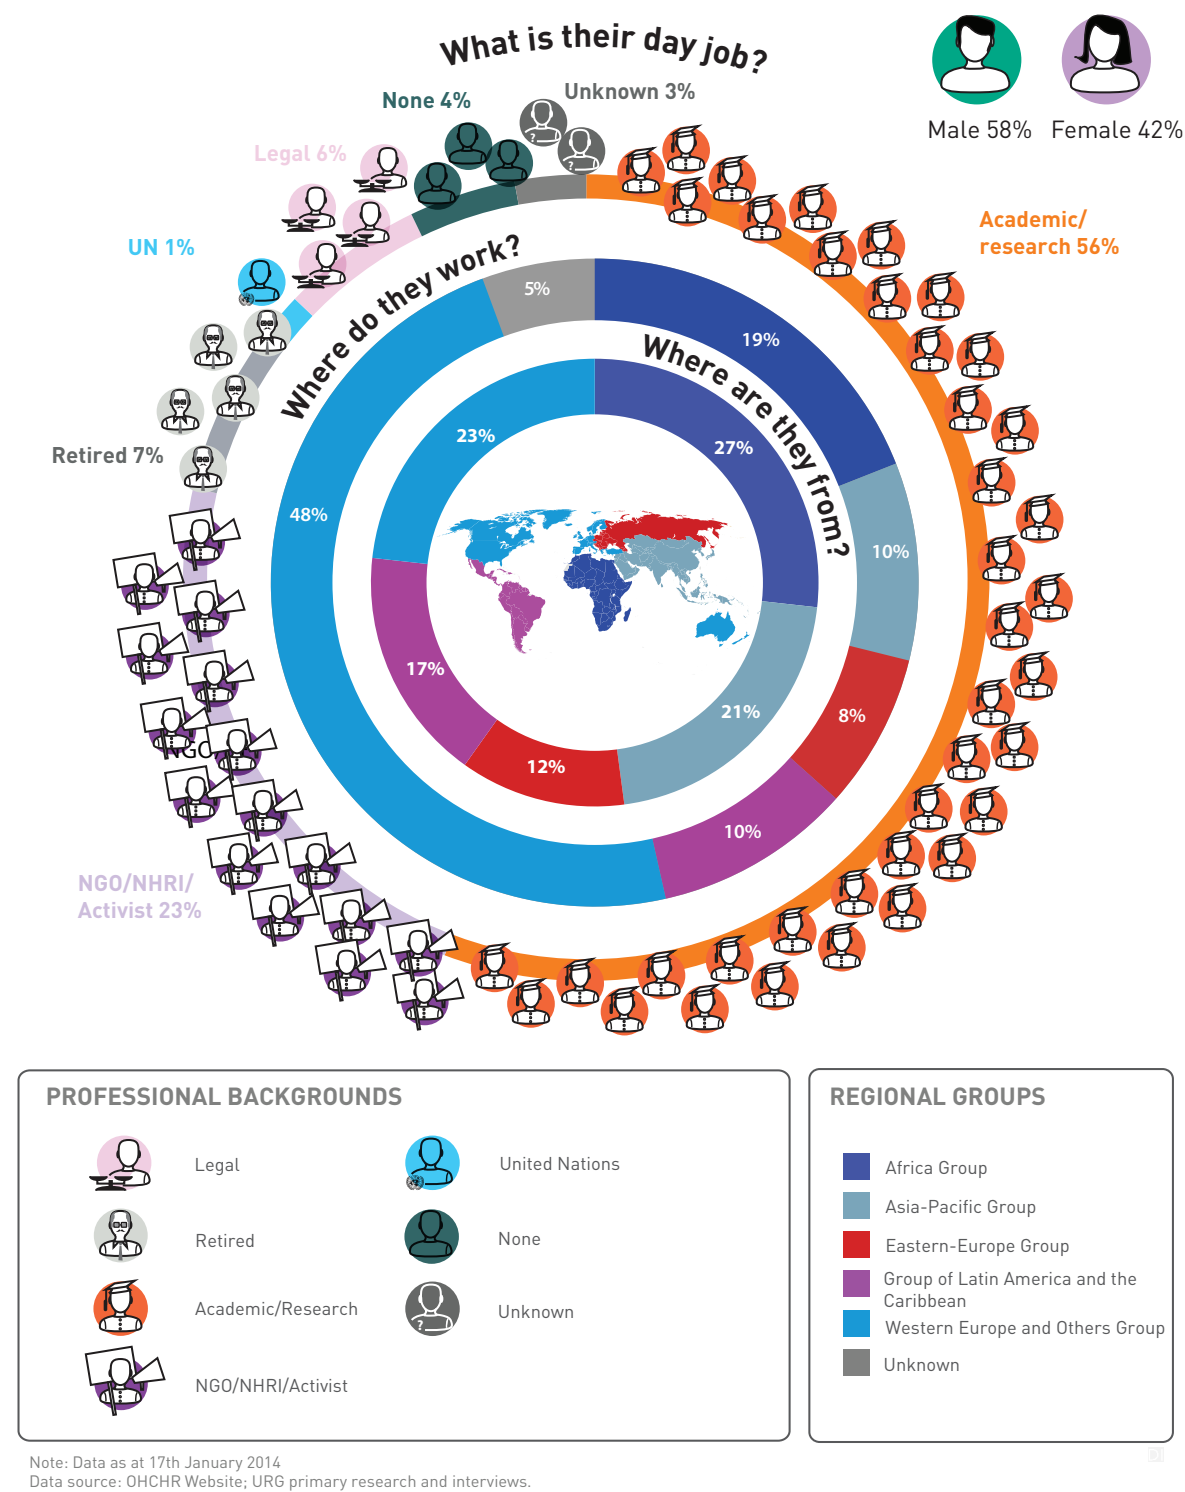 What is their day job?
Male 58%
Female 42%
None 4%
Unknown 3%
Legal 6%
UN 1%
Academic/
research 56%
Where do they work?
5%
19%
Where are they from?
23%
27%
Retired 7%
48%
10%
17%
21%
8%
12%
10%
NGO
NGO/NHRI/
Activist 23%
PROFESSIONAL BACKGROUNDS
Legal
United Nations
Retired
None
Academic/Research
Unknown
NGO/NHRI/Activist
REGIONAL GROUPS
Africa Group
Asia-Pacific Group
Eastern-Europe Group
Group of Latin America and the
Caribbean
Western Europe and Others Group
Unknown
Note: Data as at 17th January 2014
Data source: OHCHR Website; URG primary research and interviews.